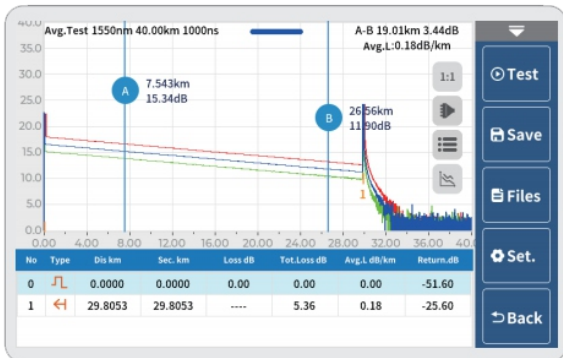 Avg.Test 1550nm 40.00km 1000ns
A-B 19.01km 3.44dB
Avg.L:0.18dB/km
40.0
35.0
30.0
25.0
20.0
15.0
10.0
5.0
0.0
A
7.543km
15.34dB
B
26.56km
11.90dB
1:1
1
0.00 4.00 8.00 12.00 16.00 20.00 24.00 28.00 32.00 36.00 40.
No Type Dis km Sec. km Loss dB Tot.Loss dB Avg.L dB/km Return.dB
0 0.0000 0.0000 0.00 0.00 0.00 -51.60
1 29.8053 29.8053 ---- 5.36 0.18 -25.60
Test
Save
Files
Set.
Back